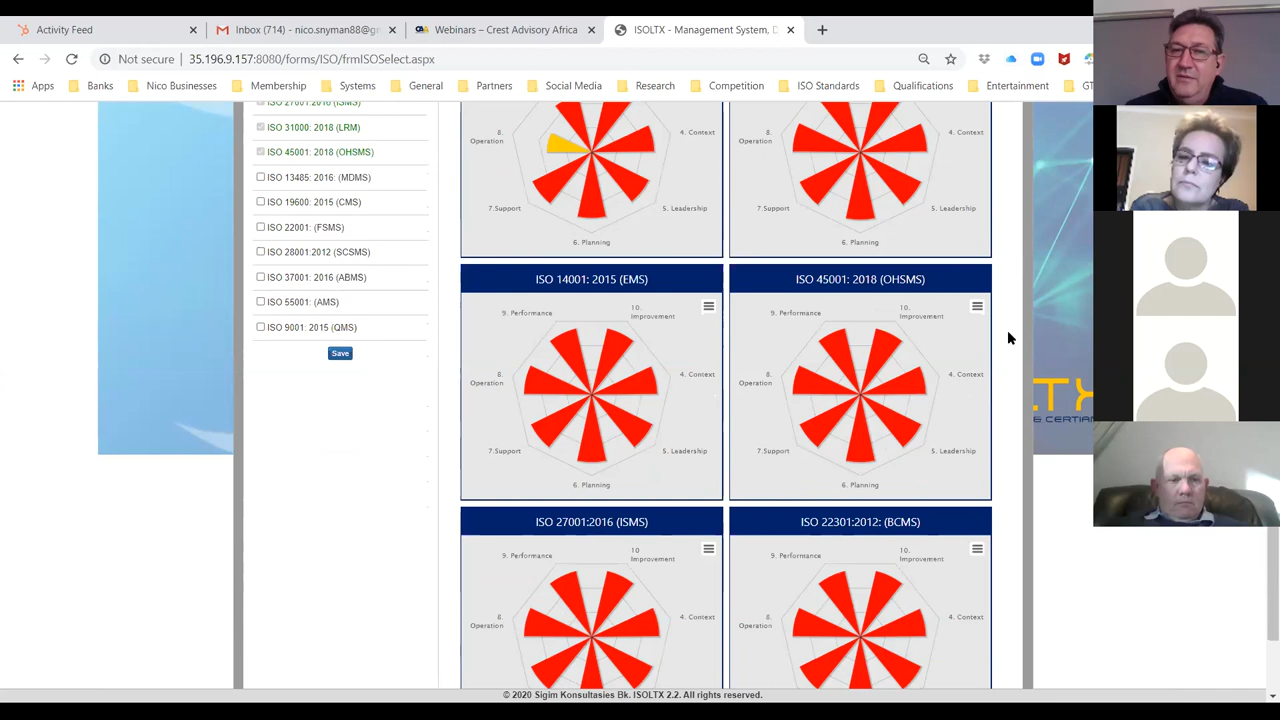 Activity Feed
Inbox (714) - nico.snyman88@g
Webinars – Crest Advisory Africa
ISOLTX - Management System, D
Not secure 35.196.9.157:8080/forms/ISO/frmISOSelect.aspx
Apps Banks Nico Businesses Membership Systems General Partners Social Media Research Competition ISO Standards Qualifications Entertainment GT
ISO 27001:2016 (ISMS)
ISO 31000: 2018 (LRM)
ISO 45001: 2018 (OHSMS)
ISO 13485: 2016: (MDMS)
ISO 19600: 2015 (CMS)
ISO 22001: (FSMS)
ISO 28001:2012 (SCSMS)
ISO 37001: 2016 (ABMS)
ISO 55001: (AMS)
ISO 9001: 2015 (QMS)
Save
8.
Operation
4. Context
7.Support
5. Leadership
6. Planning
8.
Operation
4. Context
7.Support
5. Leadership
6. Planning
ISO 14001: 2015 (EMS)
9. Performance
10.
Improvement
8.
Operation
4. Context
7.Support
5. Leadership
6. Planning
ISO 45001: 2018 (OHSMS)
9. Performance
10.
Improvement
8.
Operation
4. Context
7.Support
5. Leadership
6. Planning
ISO 27001:2016 (ISMS)
9. Performance
10
Improvement
8.
Operation
4. Context
ISO 22301:2012: (BCMS)
9. Performance
10.
Improvement
8.
Operation
4. Context
LTX
& CERTIAN
© 2020 Sigim Konsultasies Bk. ISOLTX 2.2. All rights reserved.